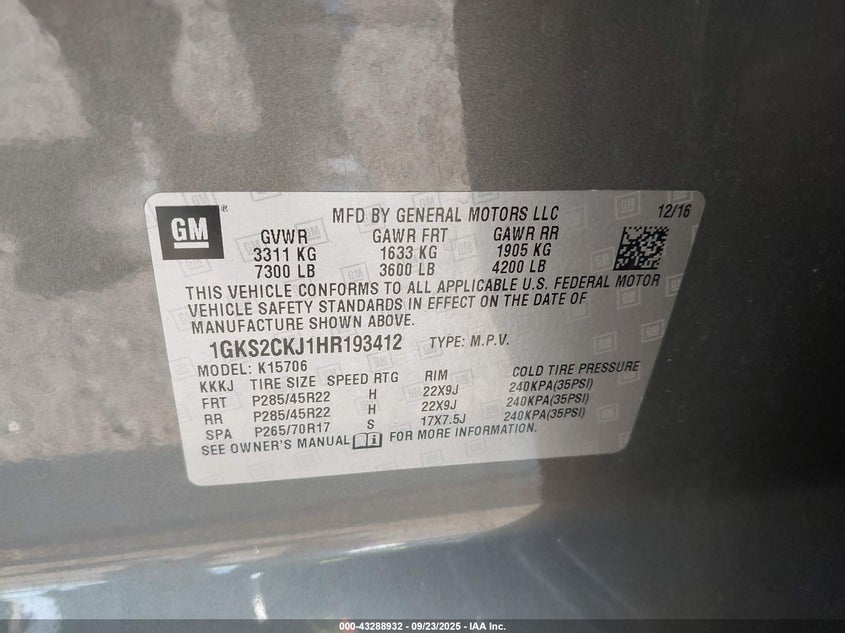 GM ®
MFD BY GENERAL MOTORS LLC 12/16
GVWR GAWR FRT GAWR RR
3311 KG 1633 KG 1905 KG
7300 LB 3600 LB 4200 LB
THIS VEHICLE CONFORMS TO ALL APPLICABLE U.S. FEDERAL MOTOR
VEHICLE SAFETY STANDARDS IN EFFECT ON THE DATE OF
MANUFACTURE SHOWN ABOVE.
1GKS2CKJ1HR193412 TYPE: M.P.V.
MODEL: K15706
KKKJ TIRE SIZE SPEED RTG RIM COLD TIRE PRESSURE
FRT P285/45R22 H 22X9J 240KPA(35PSI)
RR P285/45R22 H 22X9J 240KPA(35PSI)
SPA P265/70R17 S 17X7.5J 240KPA(35PSI)
SEE OWNER'S MANUAL FOR MORE INFORMATION.
000-43288932 - 09/23/2025 - IAA Inc.